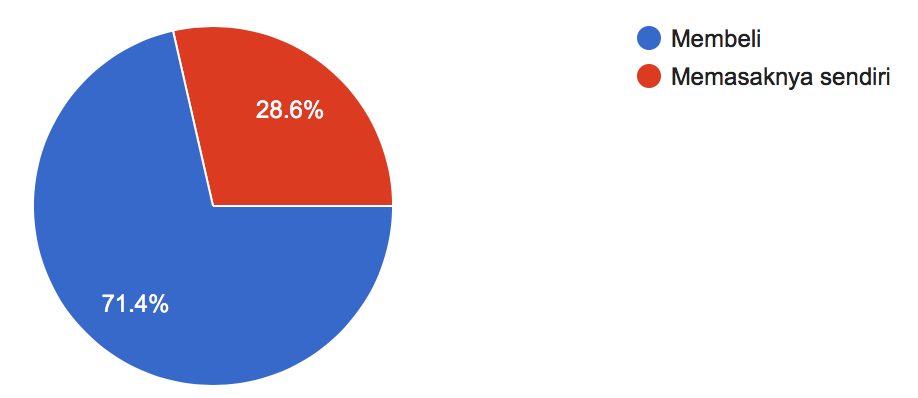 Membeli
Memasaknya sendiri
28.6%
71.4%